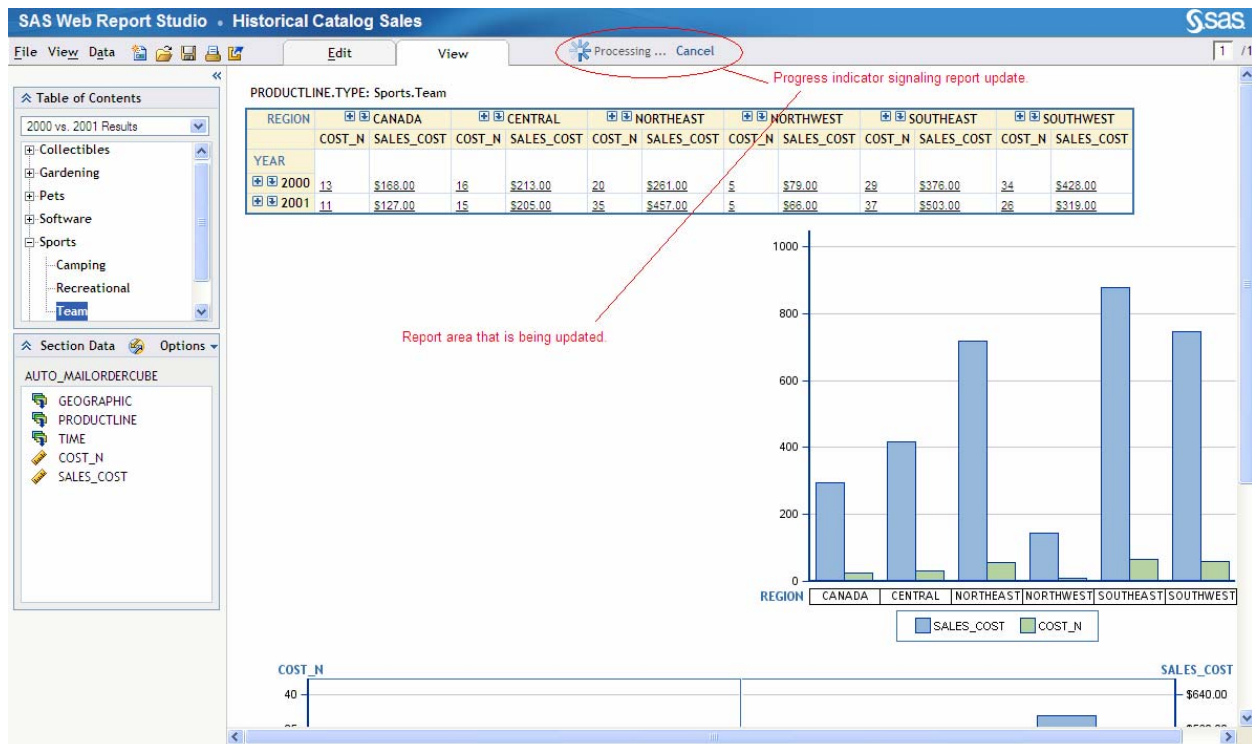 SAS Web Report Studio • Historical Catalog Sales
sas
File View Data
Edit
View
Processing ... Cancel
1 /1
Progress indicator signaling report update.
«
Table of Contents
2000 vs. 2001 Results
Collectibles
Gardening
Pets
Software
Sports
Camping
Recreational
Team
Section Data Options
AUTO_MAILORDERCUBE
GEOGRAPHIC
PRODUCTLINE
TIME
COST_N
SALES_COST
PRODUCTLINE.TYPE: Sports.Team
REGION CANADA CENTRAL NORTHEAST NORTHWEST SOUTHEAST SOUTHWEST
COST_N SALES_COST COST_N SALES_COST COST_N SALES_COST COST_N SALES_COST COST_N SALES_COST COST_N SALES_COST
YEAR
2000 13 $168.00 16 $213.00 20 $261.00 5 $79.00 29 $376.00 34 $428.00
2001 11 $127.00 15 $205.00 35 $457.00 5 $66.00 37 $503.00 26 $319.00
Report area that is being updated.
1000
800
600
400
200
0
REGION CANADA CENTRAL NORTHEAST NORTHWEST SOUTHEAST SOUTHWEST
SALES_COST COST_N
COST_N SALES_COST
40 $640.00